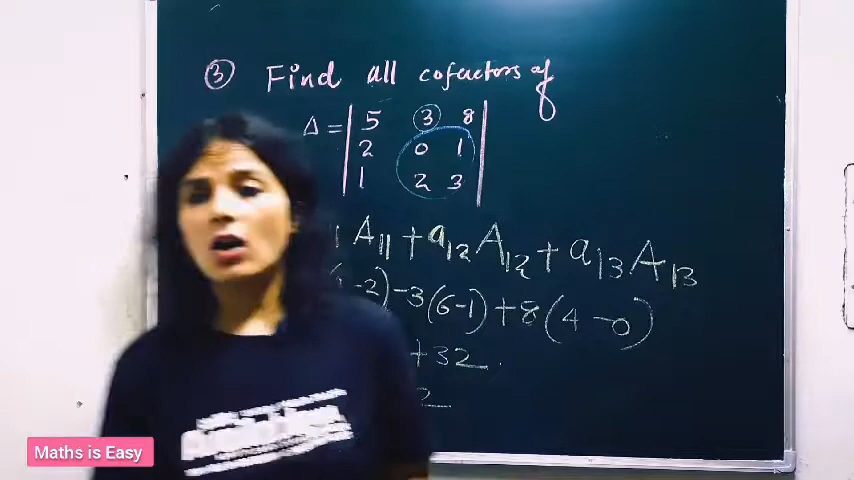 ③ Find all cofactors of
Δ = | 5 3 8 |
| 2 0 1 |
| 1 2 3 |
A₁₁ + a₁₂ A₁₂ + a₁₃ A₁₃
-2) -3(6-1) +8(4-0)
+32
2
Maths is Easy